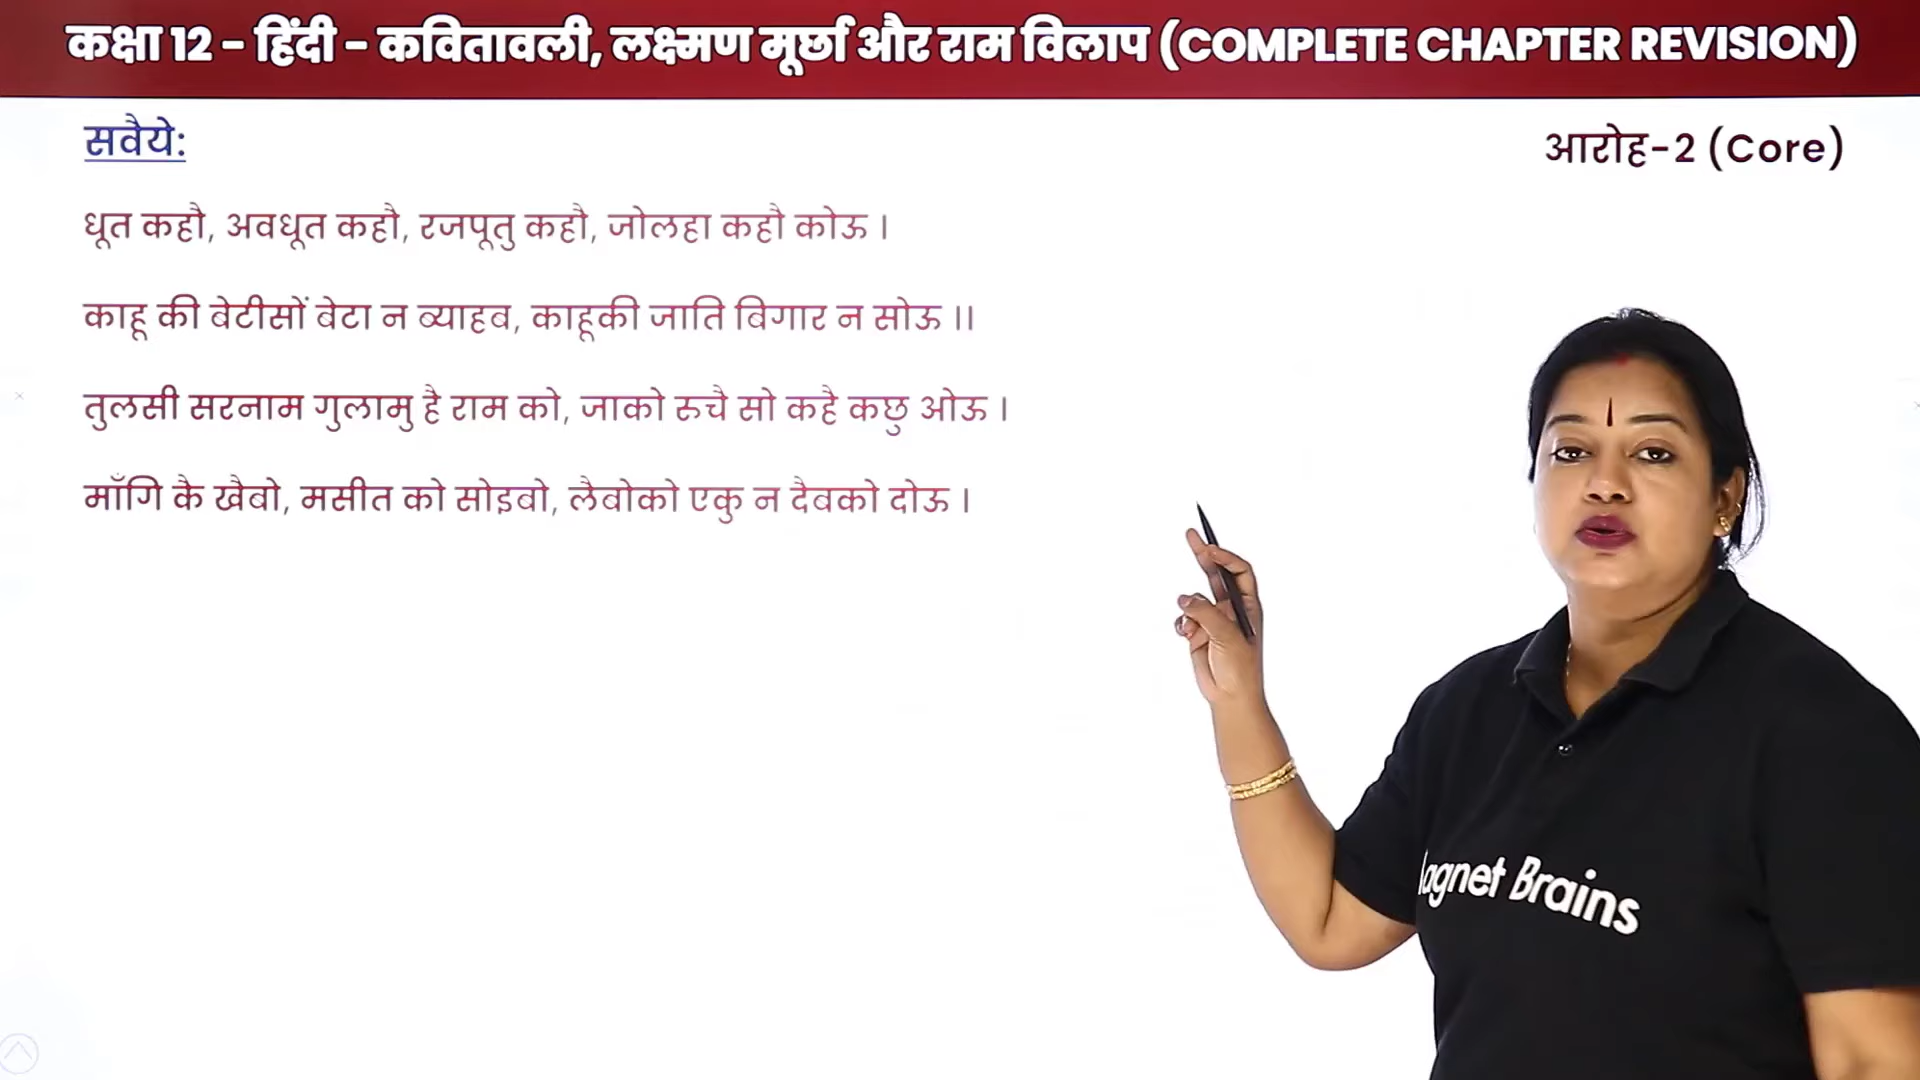 कक्षा 12 - हिंदी - कवितावली, लक्ष्मण मूर्छा और राम विलाप (COMPLETE CHAPTER REVISION)
सवैये:
आरोह-2 (Core)
धूत कहौ, अवधूत कहौ, रजपूतु कहौ, जोलहा कहौ कोऊ ।
काहू की बेटीसों बेटा न ब्याहब, काहूकी जाति बिगार न सोऊ ।।
तुलसी सरनाम गुलामु है राम को, जाको रुचै सो कहै कछु ओऊ ।
माँगि कै खैबो, मसीत को सोइबो, लैबोको एकु न दैबको दोऊ ।
agnet Brains